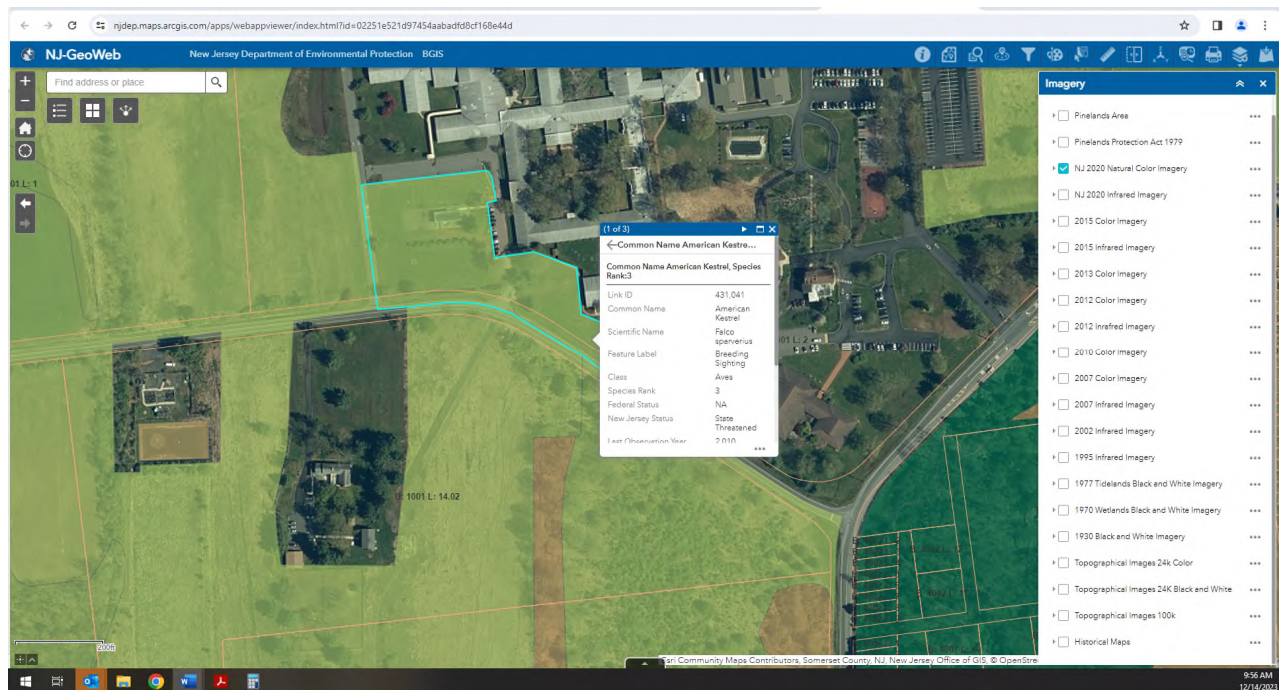 njdep.maps.arcgis.com/apps/webappviewer/index.html?id=02251e521d97454aabadfd8cf168e44d
NJ-GeoWeb
New Jersey Department of Environmental Protection BGIS
Find address or place
01 L: 1
(1 of 3)
Common Name American Kestre...
Common Name American Kestrel, Species
Rank:3
Link ID 431,041
Common Name American
Kestrel
Scientific Name Falco
sparverius
Feature Label Breeding
Sighting
Class Aves
Species Rank 3
Federal Status NA
New Jersey Status State
Threatened
Last Observation Year 2,010
001 L: 2
B: 1001 L: 14.02
200ft
Esri Community Maps Contributors, Somerset County, NJ, New Jersey Office of GIS, © OpenStre
Imagery
Pinelands Area
Pinelands Protection Act 1979
NJ 2020 Natural Color Imagery
NJ 2020 Infrared Imagery
2015 Color Imagery
2015 Infrared Imagery
2013 Color Imagery
2012 Color Imagery
2012 Inrafred Imagery
2010 Color Imagery
2007 Color Imagery
2007 Infrared Imagery
2002 Infrared Imagery
1995 Infrared Imagery
1977 Tidelands Black and White Imagery
1970 Wetlands Black and White Imagery
1930 Black and White Imagery
Topographical Images 24k Color
Topographical Images 24K Black and White
Topographical Images 100k
Historical Maps
9:56 AM
12/14/2023